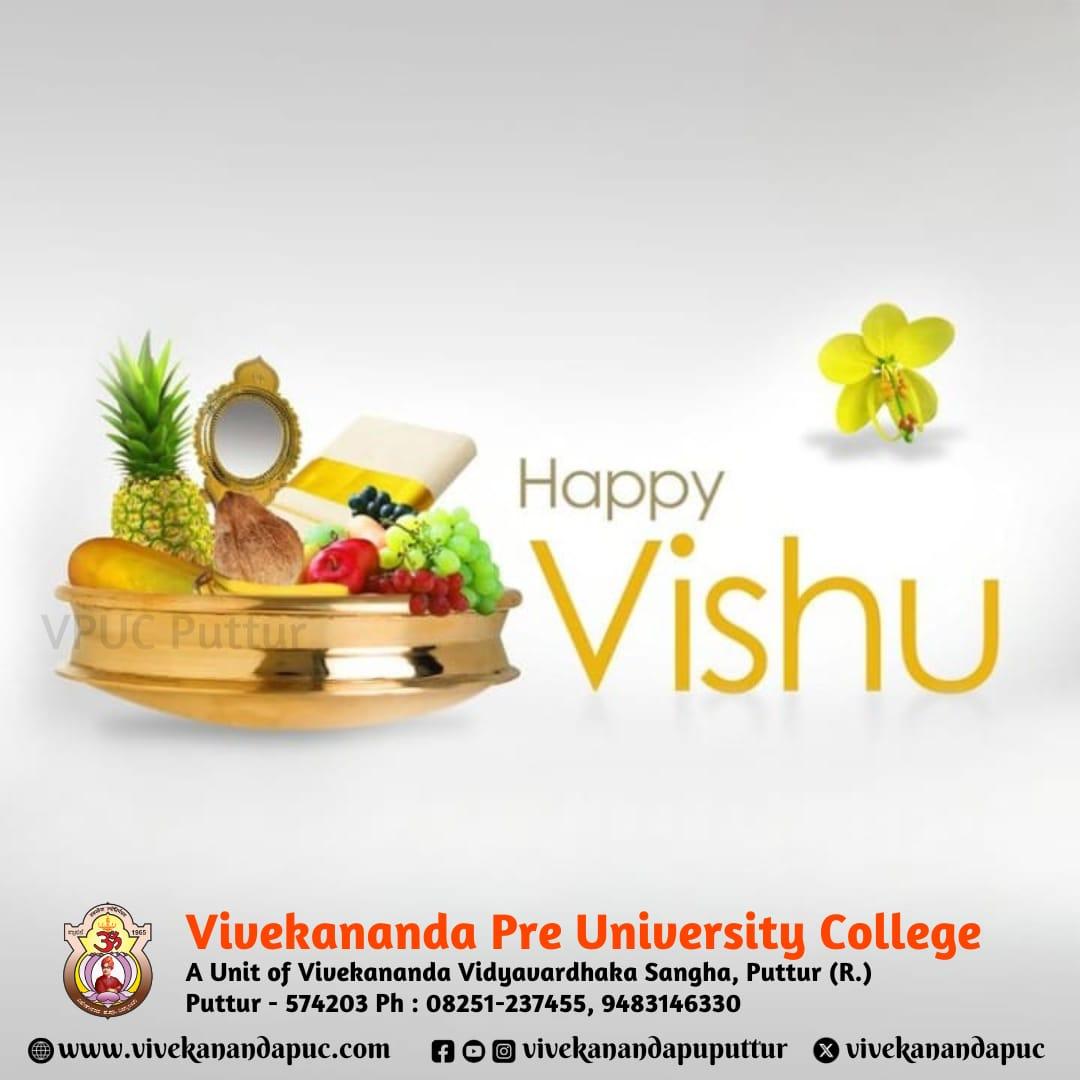 Happy
Vishu
VPUC Puttur
1965
Vivekananda Pre University College
A Unit of Vivekananda Vidyavardhaka Sangha, Puttur (R.)
Puttur - 574203 Ph : 08251-237455, 9483146330
www.vivekanandapuc.com vivekanandapuputtur vivekanandapuc